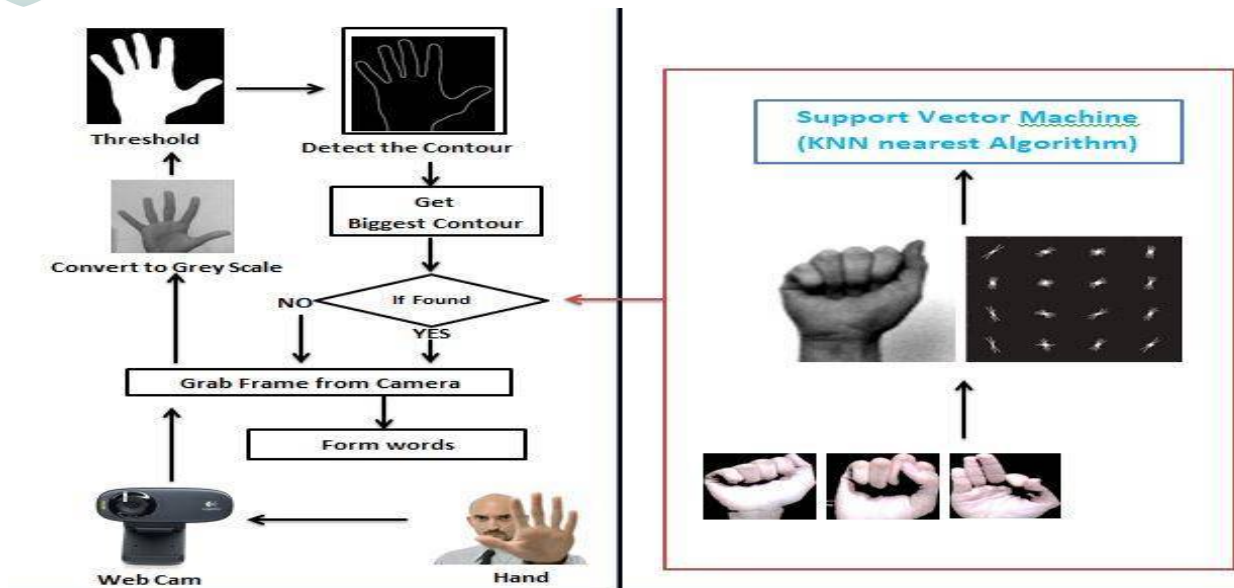 Threshold
Detect the Contour
Get
Biggest Contour
Convert to Grey Scale
If Found
NO
YES
Grab Frame from Camera
Form words
Web Cam
Hand
Support Vector Machine
(KNN nearest Algorithm)